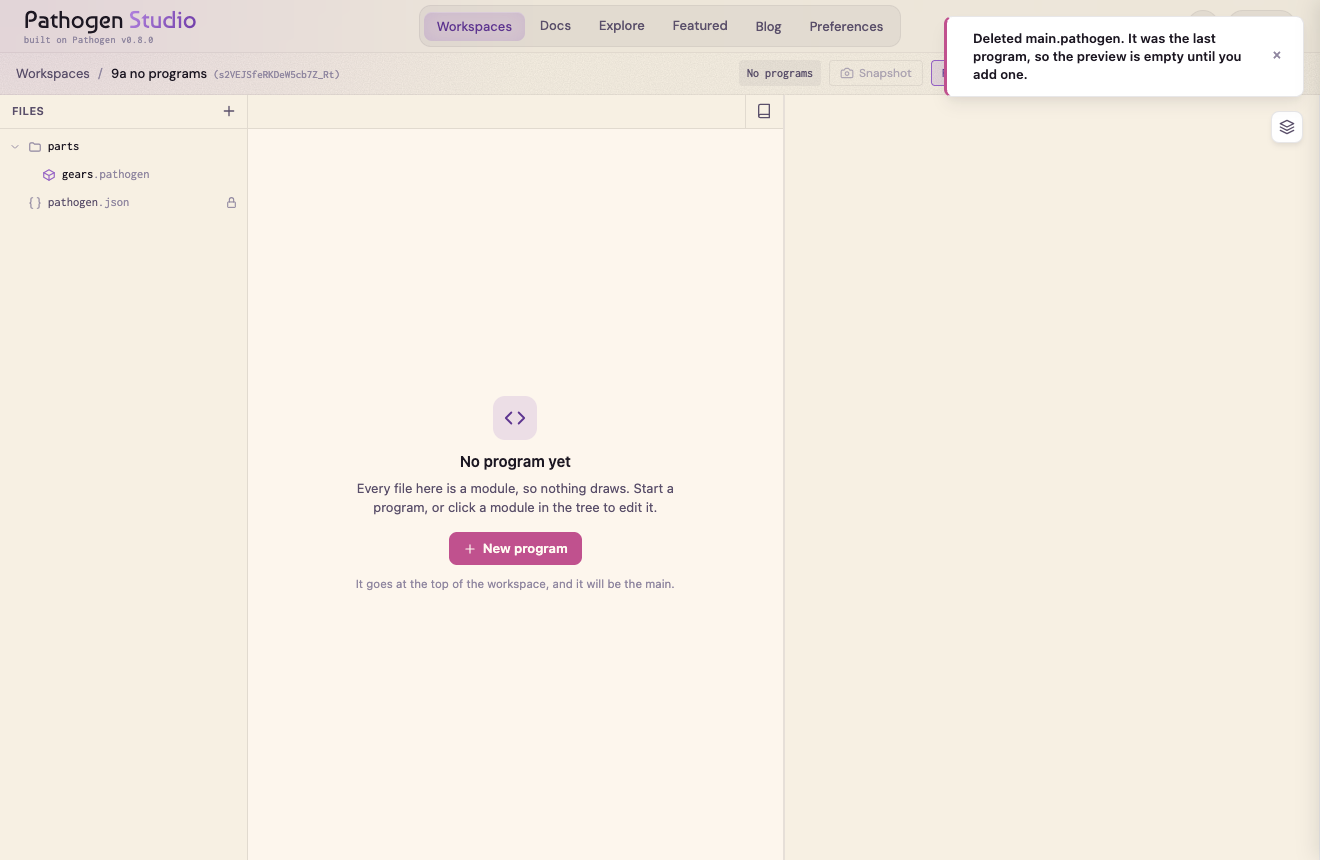 Pathogen Studio
built on Pathogen v0.8.0
Workspaces
Docs
Explore
Featured
Blog
Preferences
Deleted main.pathogen. It was the last
program, so the preview is empty until you
add one.
Workspaces / 9a no programs (s2VEJSfeRKDeW5cb7Z_Rt)
No programs
Snapshot
FILES
parts
gears.pathogen
{} pathogen.json
No program yet
Every file here is a module, so nothing draws. Start a
program, or click a module in the tree to edit it.
New program
It goes at the top of the workspace, and it will be the main.